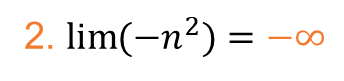 2. lim(−n²) = −∞